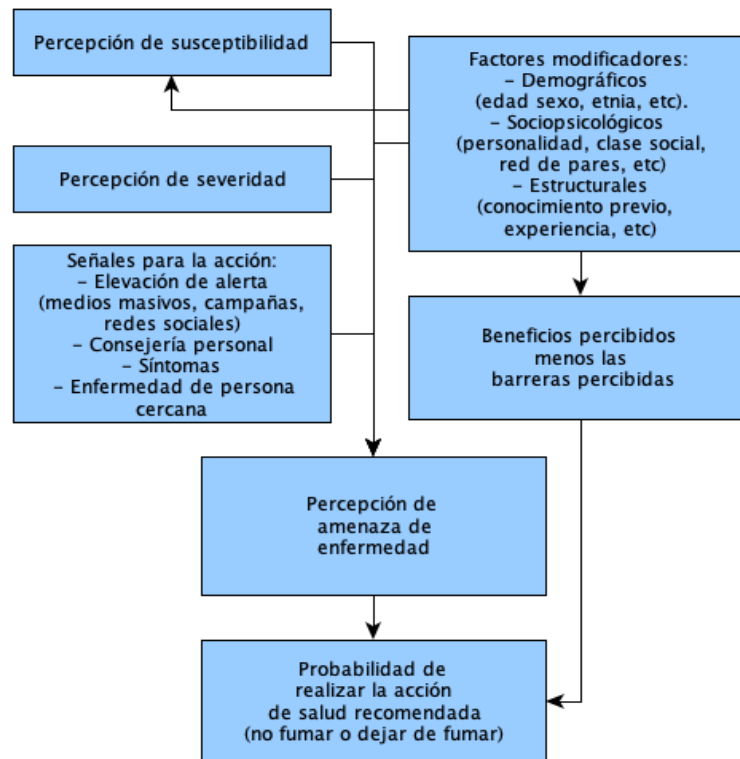 Percepción de susceptibilidad
Factores modificadores:
– Demográficos
(edad sexo, etnia, etc).
– Sociopsicológicos
(personalidad, clase social,
red de pares, etc)
– Estructurales
(conocimiento previo,
experiencia, etc)
Percepción de severidad
Señales para la acción:
– Elevación de alerta
(medios masivos, campañas,
redes sociales)
– Consejería personal
– Síntomas
– Enfermedad de persona
cercana
Beneficios percibidos
menos las
barreras percibidas
Percepción de
amenaza de
enfermedad
Probabilidad de
realizar la acción
de salud recomendada
(no fumar o dejar de fumar)